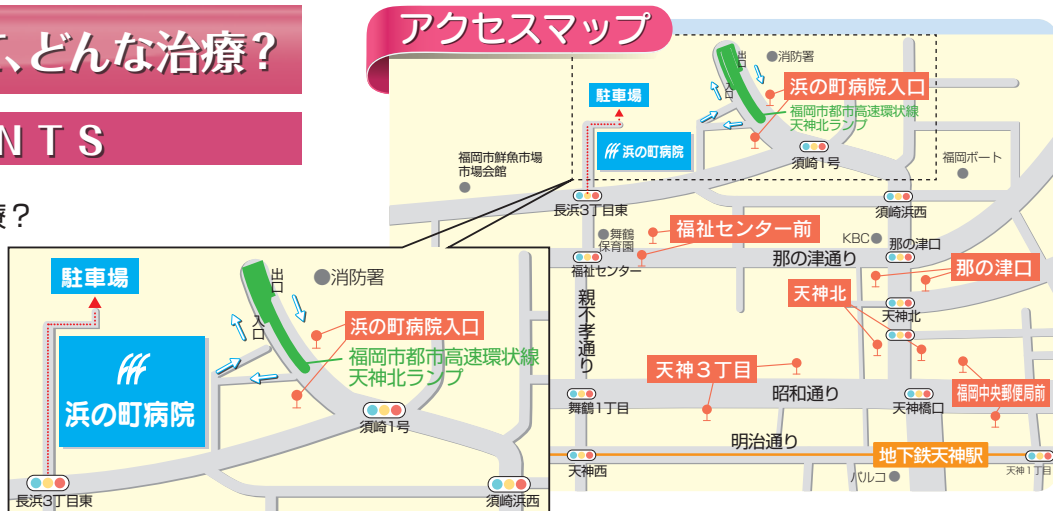 、どんな治療？
NTS
療？
アクセスマップ
出口
消防署
浜の町病院入口
入口
福岡市都市高速環状線
天神北ランプ
駐車場
浜の町病院
須崎1号
福岡市鮮魚市場
市場会館
福岡ボート
長浜3丁目東
須崎浜西
舞鶴
保育園
福祉センター前
KBC
那の津口
福祉センター
那の津通り
那の津口
天神北
天神北
親不孝通り
天神３丁目
昭和通り
舞鶴1丁目
天神橋口
福岡中央郵便局前
明治通り
地下鉄天神駅
天神西
パルコ
天神1丁目
駐車場
出口
消防署
入口
浜の町病院入口
福岡市都市高速環状線
天神北ランプ
浜の町病院
須崎1号
長浜3丁目東
須崎浜西